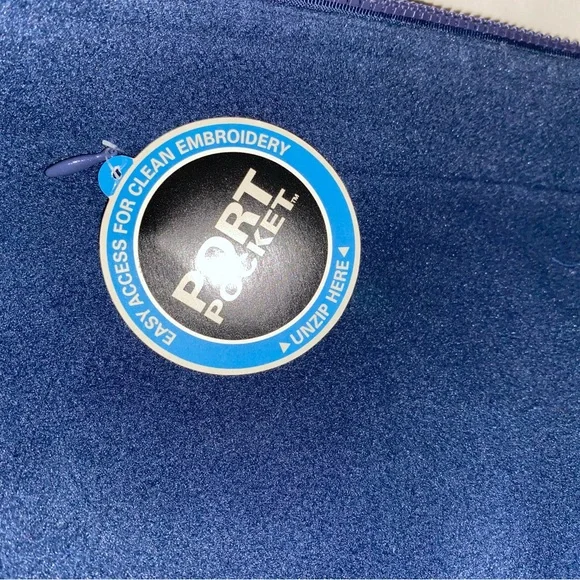 EASY ACCESS FOR CLEAN EMBROIDERY
PORT
POCKET™
◄ UNZIP HERE ◄